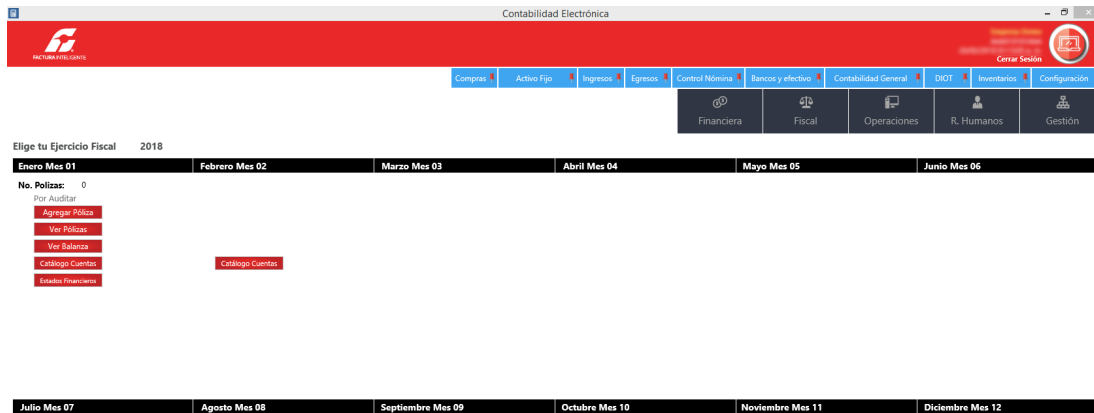 Contabilidad Electrónica
FACTURA INTELIGENTE
Cerrar Sesión
Compras Activo Fijo Ingresos Egresos Control Nómina Bancos y efectivo Contabilidad General DIOT Inventarios Configuración
Financiera Fiscal Operaciones R. Humanos Gestión
Elige tu Ejercicio Fiscal 2018
Enero Mes 01 Febrero Mes 02 Marzo Mes 03 Abril Mes 04 Mayo Mes 05 Junio Mes 06
No. Polizas: 0
Por Auditar
Agregar Póliza
Ver Pólizas
Ver Balanza
Catálogo Cuentas Catálogo Cuentas
Estados Financieros
Julio Mes 07 Agosto Mes 08 Septiembre Mes 09 Octubre Mes 10 Noviembre Mes 11 Diciembre Mes 12